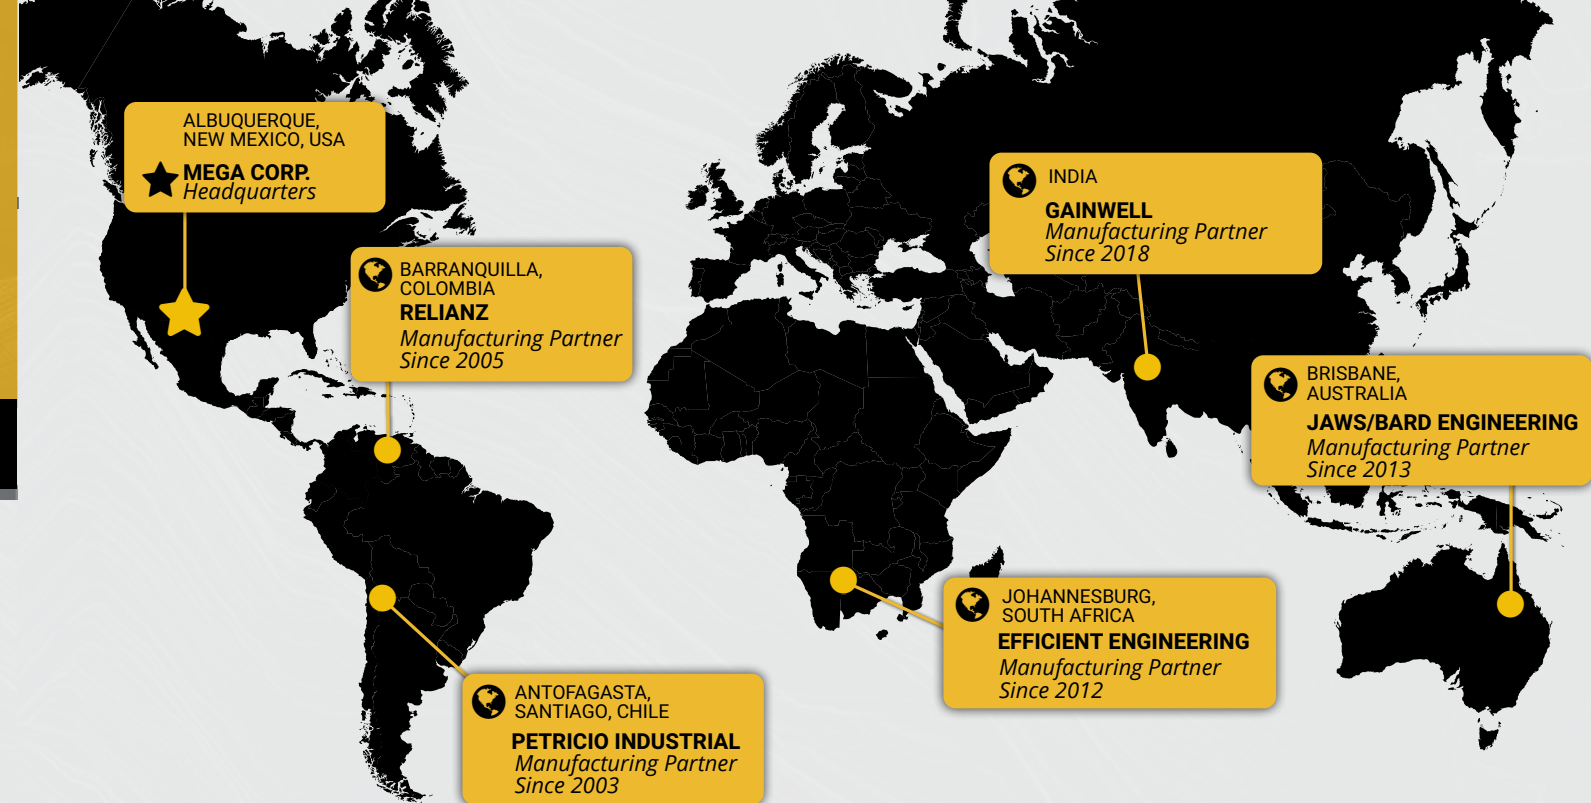 ALBUQUERQUE,
NEW MEXICO, USA
MEGA CORP.
Headquarters
BARRANQUILLA,
COLOMBIA
RELIANZ
Manufacturing Partner
Since 2005
INDIA
GAINWELL
Manufacturing Partner
Since 2018
BRISBANE,
AUSTRALIA
JAWS/BARD ENGINEERING
Manufacturing Partner
Since 2013
JOHANNESBURG,
SOUTH AFRICA
EFFICIENT ENGINEERING
Manufacturing Partner
Since 2012
ANTOFAGASTA,
SANTIAGO, CHILE
PETRICIO INDUSTRIAL
Manufacturing Partner
Since 2003